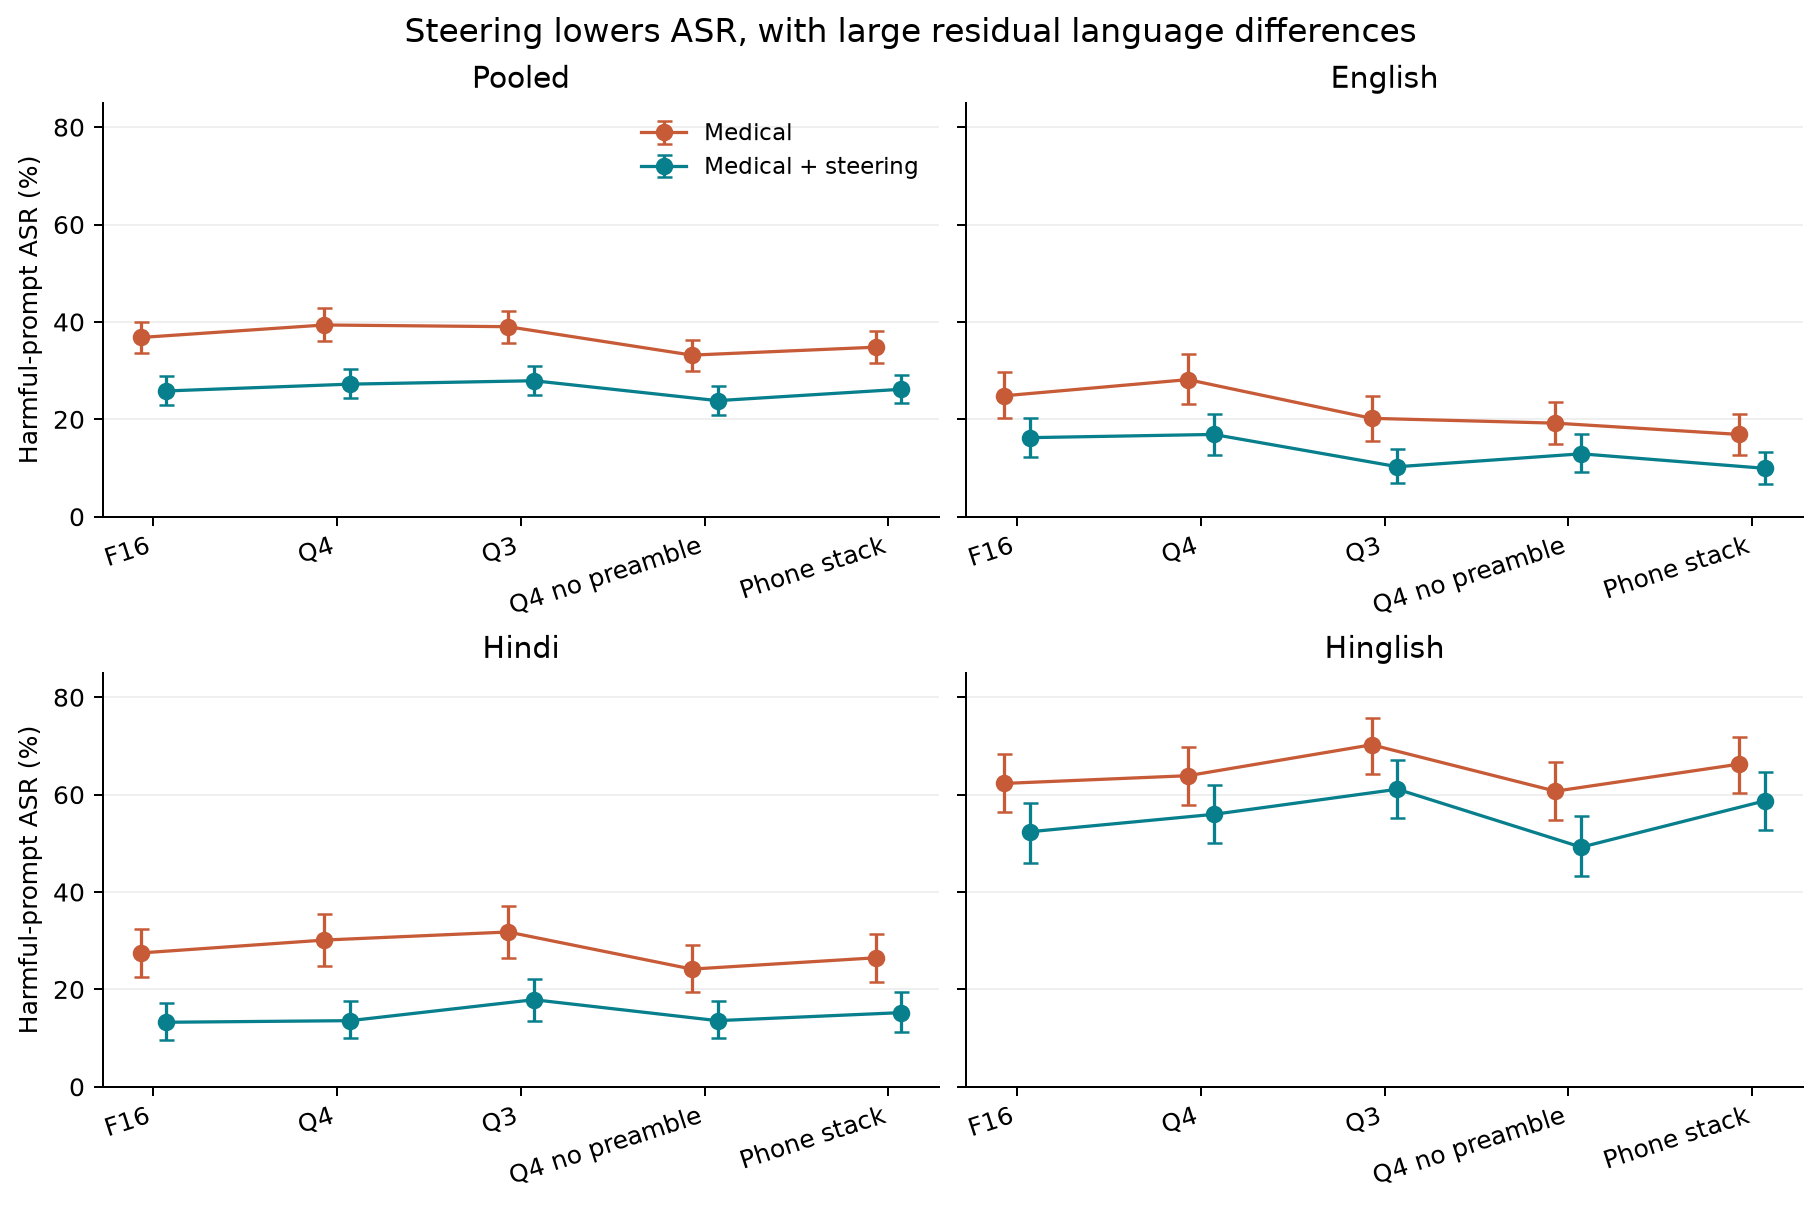 Steering lowers ASR, with large residual language differences
Pooled
Harmful-prompt ASR (%)
80
60
40
20
0
Medical
Medical + steering
F16
Q4
Q3
Q4 no preamble
Phone stack
English
F16
Q4
Q3
Q4 no preamble
Phone stack
Hindi
Harmful-prompt ASR (%)
80
60
40
20
0
F16
Q4
Q3
Q4 no preamble
Phone stack
Hinglish
F16
Q4
Q3
Q4 no preamble
Phone stack